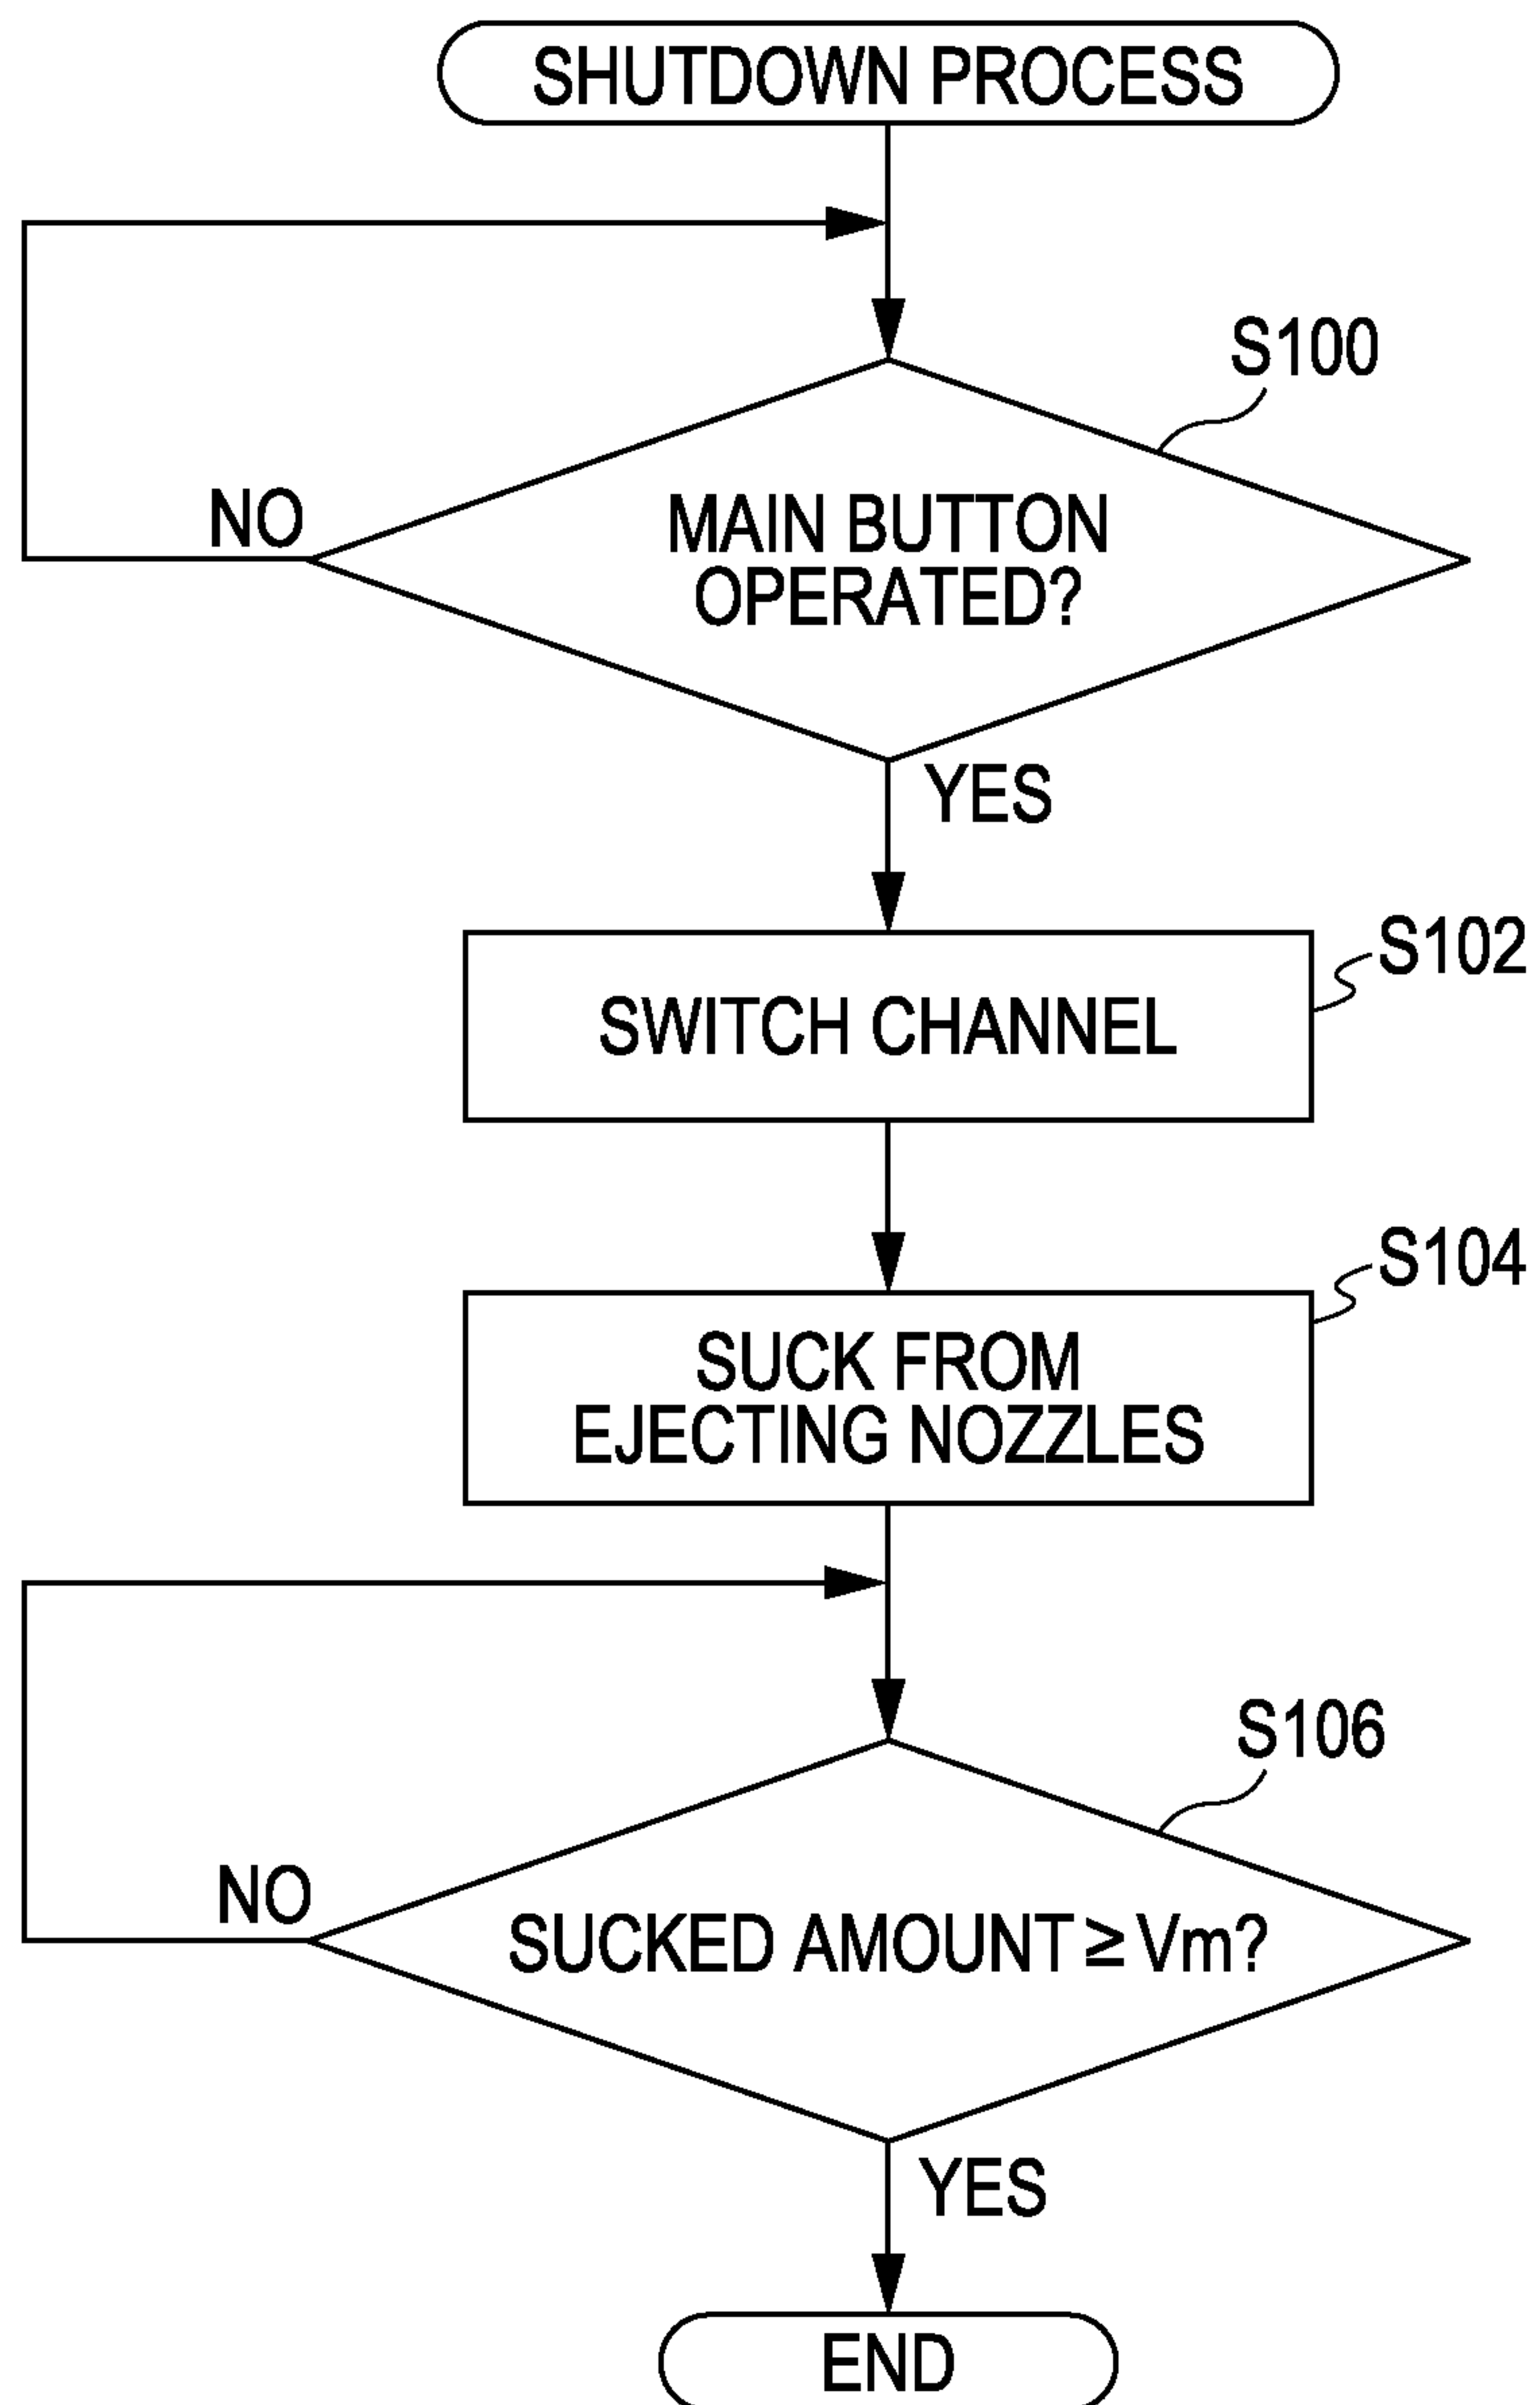 SHUTDOWN PROCESS
S100
MAIN BUTTON
OPERATED?
NO
YES
S102
SWITCH CHANNEL
S104
SUCK FROM
EJECTING NOZZLES
S106
NO
SUCKED AMOUNT ≥ Vm?
YES
END